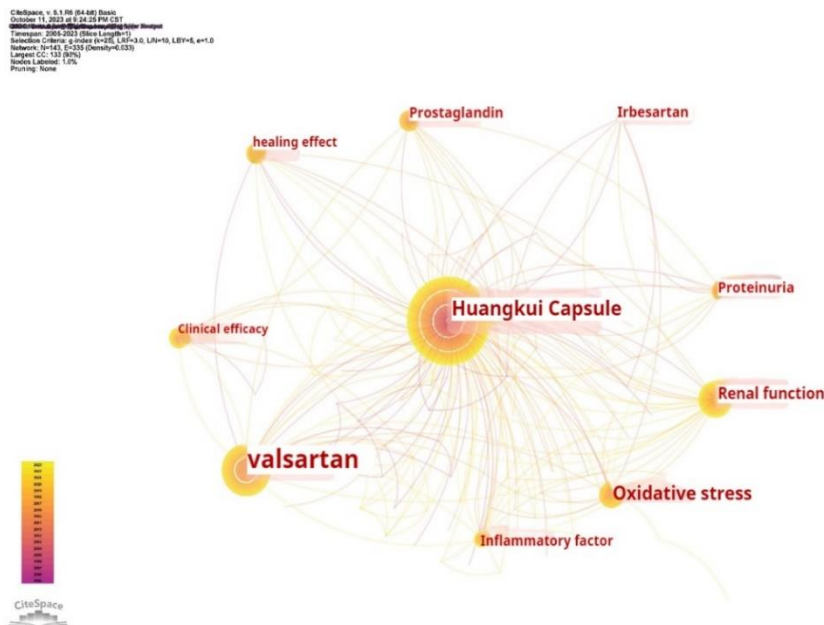 CiteSpace, v. 6.1.R6 (64-bit) Basic
October 11, 2023 at 9:24:25 PM CST
Timespan: 2005-2023 (Slice Length=1)
Selection Criteria: g-index (k=25), LRF=3.0, L/N=10, LBY=5, e=1.0
Network: N=143, E=335 (Density=0.033)
Largest CC: 133 (93%)
Nodes Labeled: 1.0%
Pruning: None
Prostaglandin
Irbesartan
healing effect
Proteinuria
Huangkui Capsule
Clinical efficacy
Renal function
valsartan
Oxidative stress
Inflammatory factor
CiteSpace